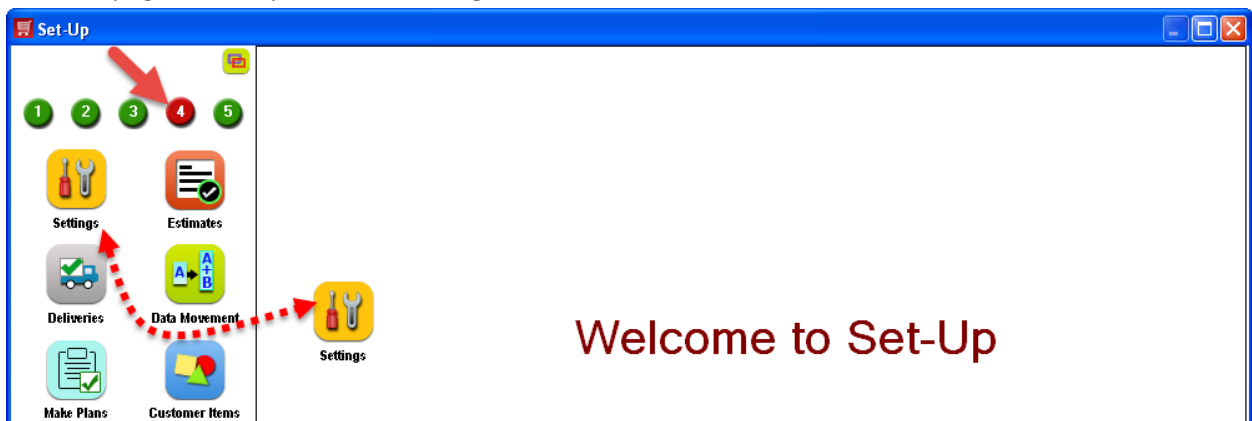 Set-Up
1 2 3 4 5
Settings Estimates
A A+B
Deliveries Data Movement
Settings
Welcome to Set-Up
Make Plans Customer Items